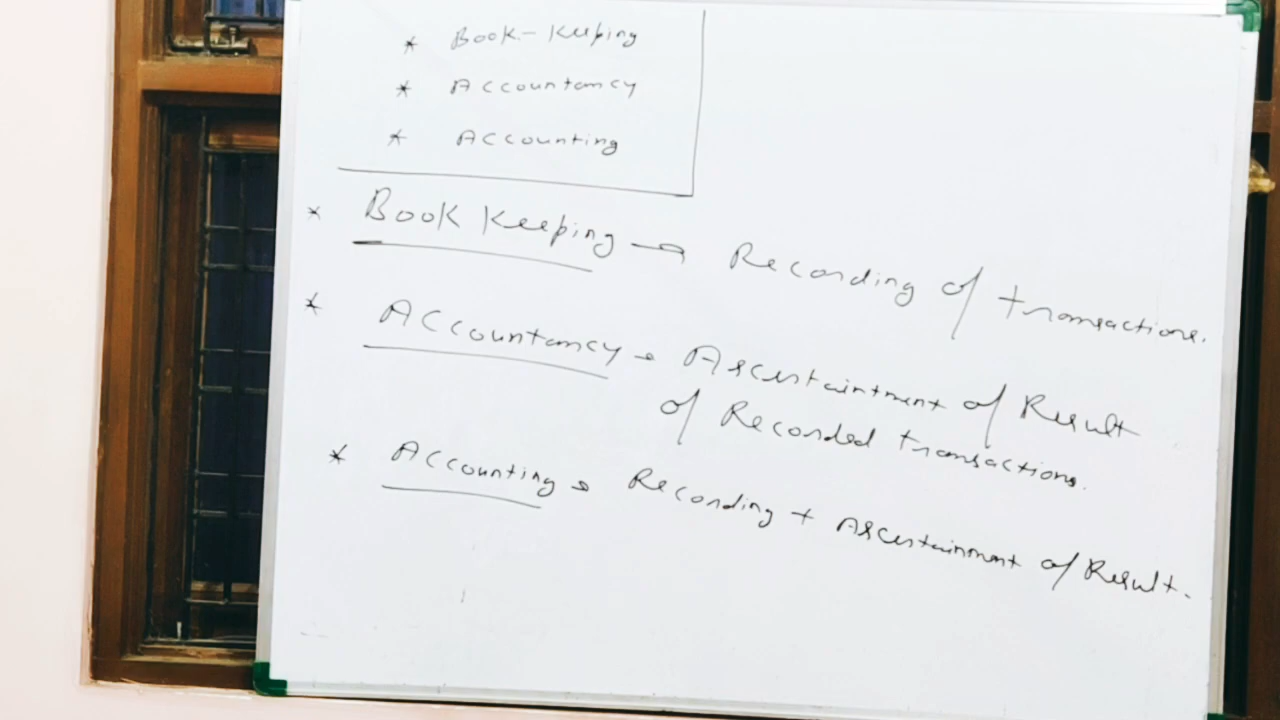 * Book-Keeping
* Accountancy
* Accounting
* Book Keeping → Recording of transactions.
* Accountancy → Ascertainment of Result
of Recorded transactions.
* Accounting → Recording + Ascertainment of Result.